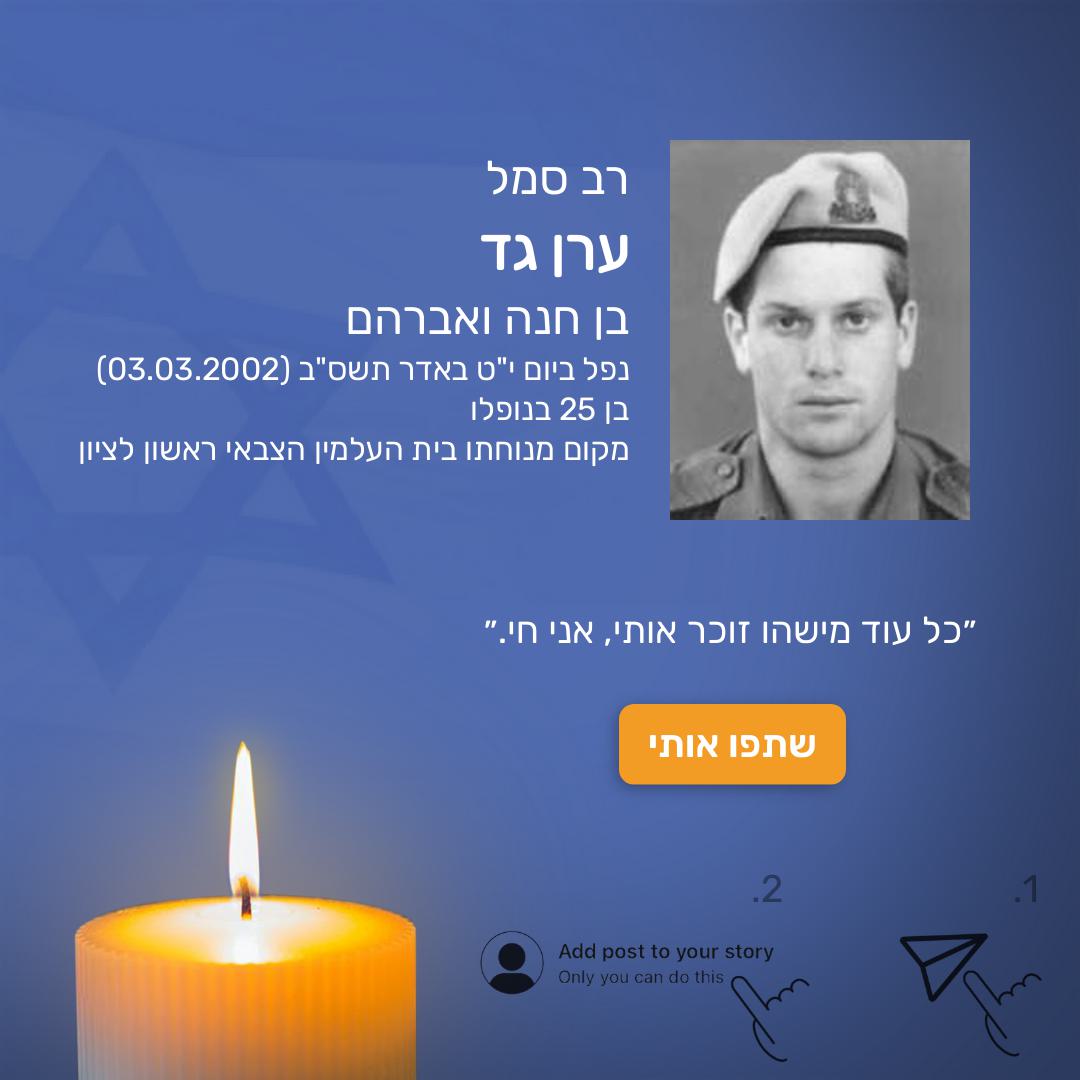 רב סמל
ערן גד
בן חנה ואברהם
נפל ביום י"ט באדר תשס"ב (03.03.2002)
בן 25 בנופלו
מקום מנוחתו בית העלמין הצבאי ראשון לציון
״כל עוד מישהו זוכר אותי, אני חי.״
שתפו אותי
1.
2.
Add post to your story
Only you can do this